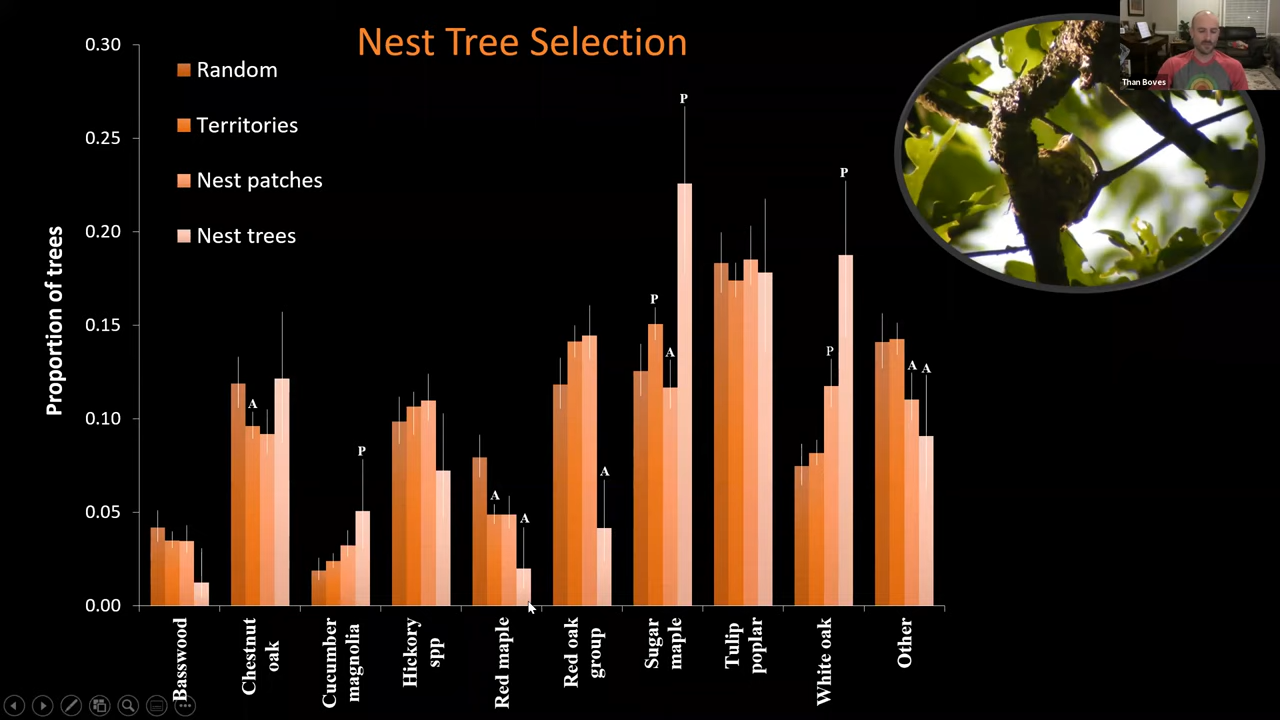 Nest Tree Selection
Than Boves
0.30
0.25
0.20
0.15
0.10
0.05
0.00
Proportion of trees
Random
Territories
Nest patches
Nest trees
A
P
A
A
A
P
A
P
P
P
A
A
Basswood
Chestnut
oak
Cucumber
magnolia
Hickory
spp
Red maple
Red oak
group
Sugar
maple
Tulip
poplar
White oak
Other